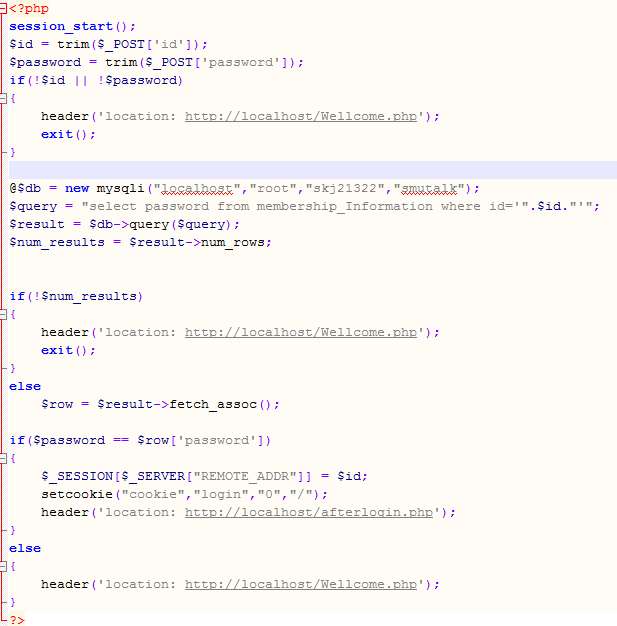 <?php
session_start();
$id = trim($_POST['id']);
$password = trim($_POST['password']);
if(!$id || !$password)
{
    header('location: http://localhost/Wellcome.php');
    exit();
}
@$db = new mysqli("localhost","root","skj21322","smutalk");
$query = "select password from membership_Information where id='".$id."'";
$result = $db->query($query);
$num_results = $result->num_rows;
if(!$num_results)
{
    header('location: http://localhost/Wellcome.php');
    exit();
}
else
    $row = $result->fetch_assoc();
if($password == $row['password'])
{
    $_SESSION[$_SERVER["REMOTE_ADDR"]] = $id;
    setcookie("cookie","login","0","/");
    header('location: http://localhost/afterlogin.php');
}
else
{
    header('location: http://localhost/Wellcome.php');
}
?>